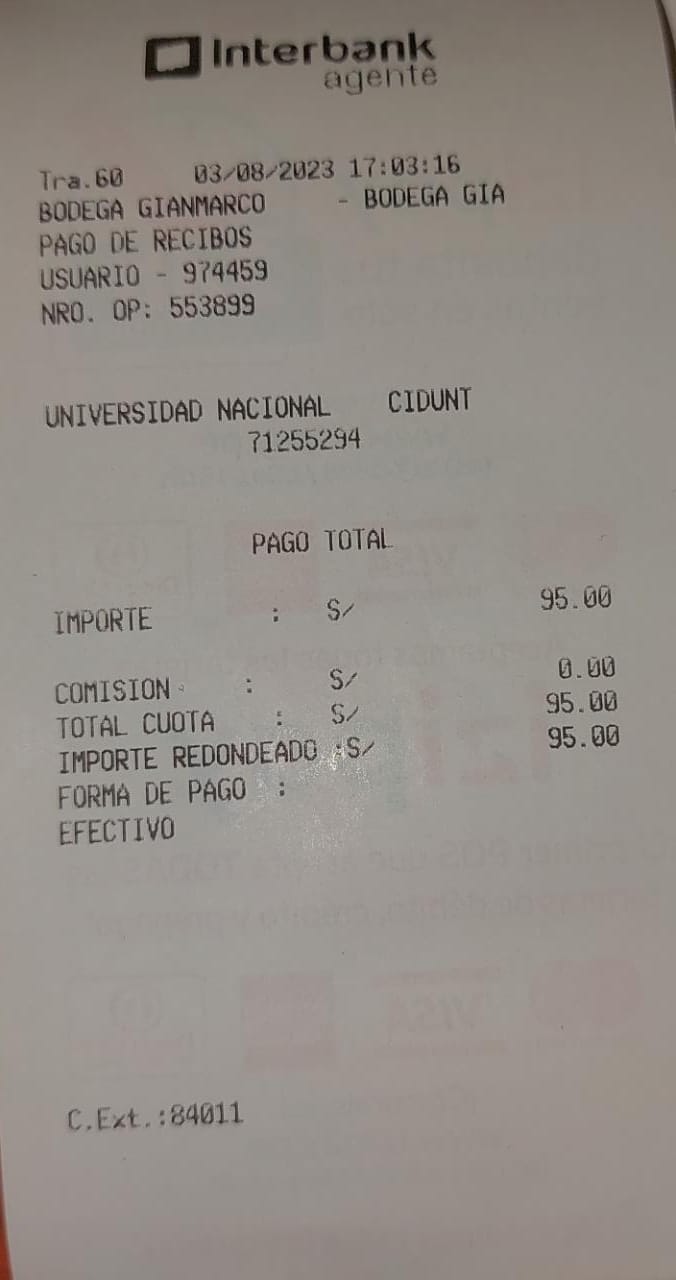 Interbank
agente
Tra.60 03/08/2023 17:03:16
BODEGA GIANMARCO - BODEGA GIA
PAGO DE RECIBOS
USUARIO - 974459
NRO. OP: 553899
UNIVERSIDAD NACIONAL CIDUNT
71255294
PAGO TOTAL
IMPORTE : S/ 95.00
COMISION : S/ 0.00
TOTAL CUOTA : S/ 95.00
IMPORTE REDONDEADO :S/ 95.00
FORMA DE PAGO :
EFECTIVO
C.Ext.:84011